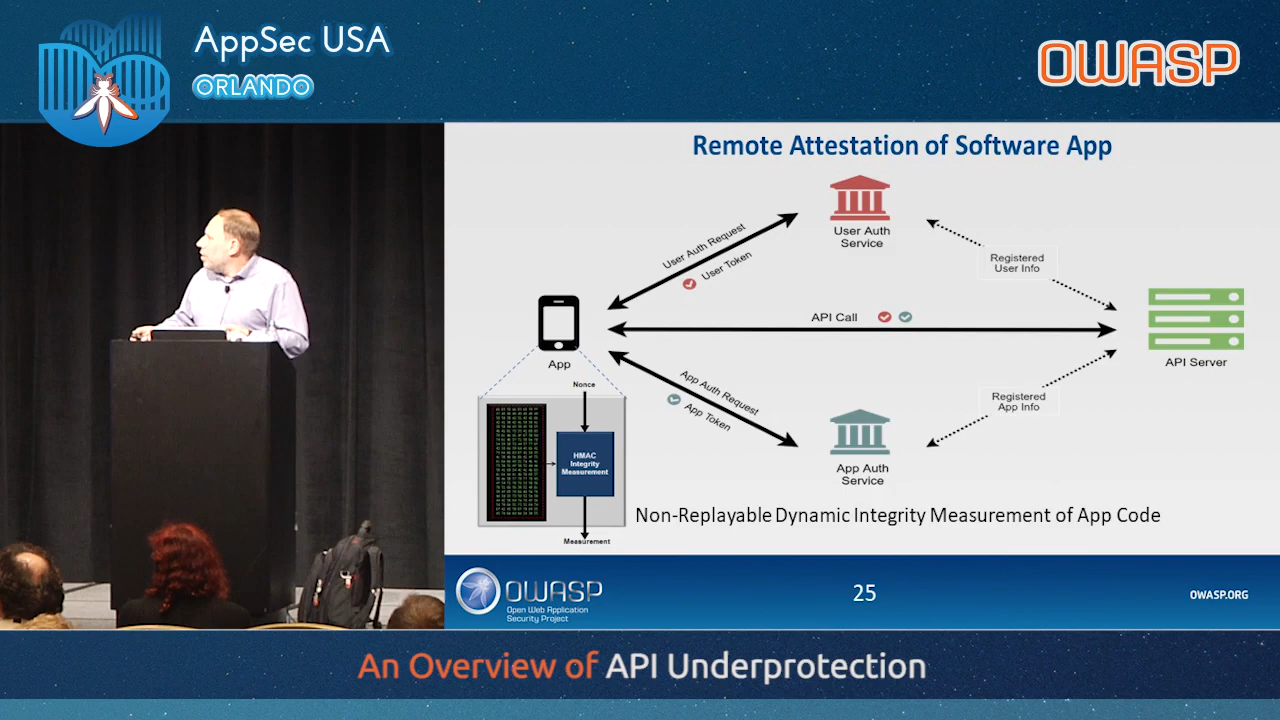 AppSec USA
ORLANDO
OWASP
Remote Attestation of Software App
User Auth
Service
User Auth Request
User Token
Registered
User Info
API Call
App
API Server
Nonce
App Auth Request
App Token
Registered
App Info
HMAC
Integrity
Measurement
App Auth
Service
Measurement
Non-Replayable Dynamic Integrity Measurement of App Code
OWASP
Open Web Application
Security Project
25
OWASP.ORG
An Overview of API Underprotection